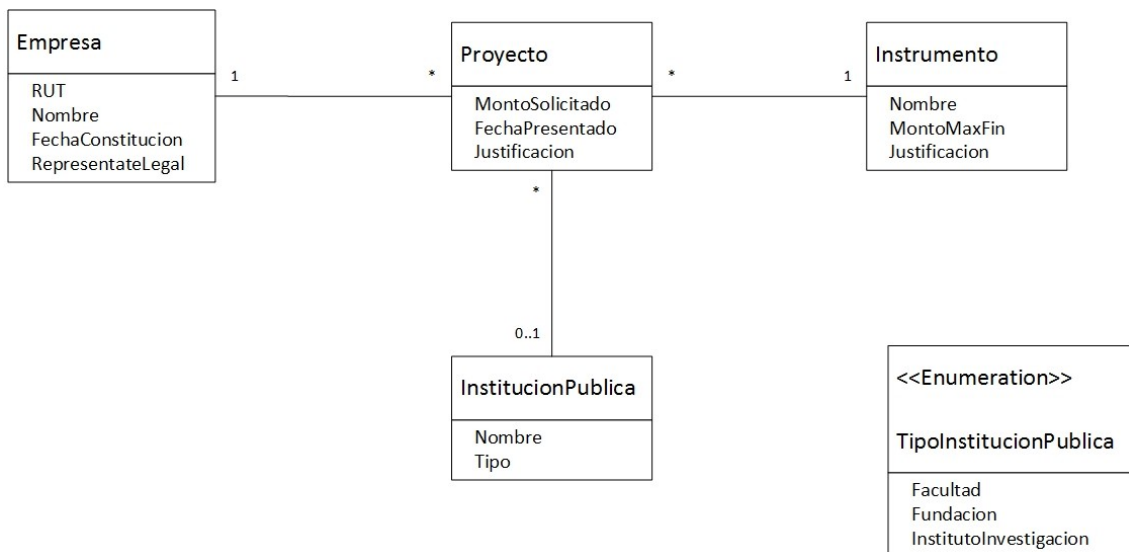 Empresa
RUT
Nombre
FechaConstitucion
RepresentateLegal
1
*
Proyecto
MontoSolicitado
FechaPresentado
Justificacion
*
1
Instrumento
Nombre
MontoMaxFin
Justificacion
*
0..1
InstitucionPublica
Nombre
Tipo
<<Enumeration>>
TipoInstitucionPublica
Facultad
Fundacion
InstitutoInvestigacion